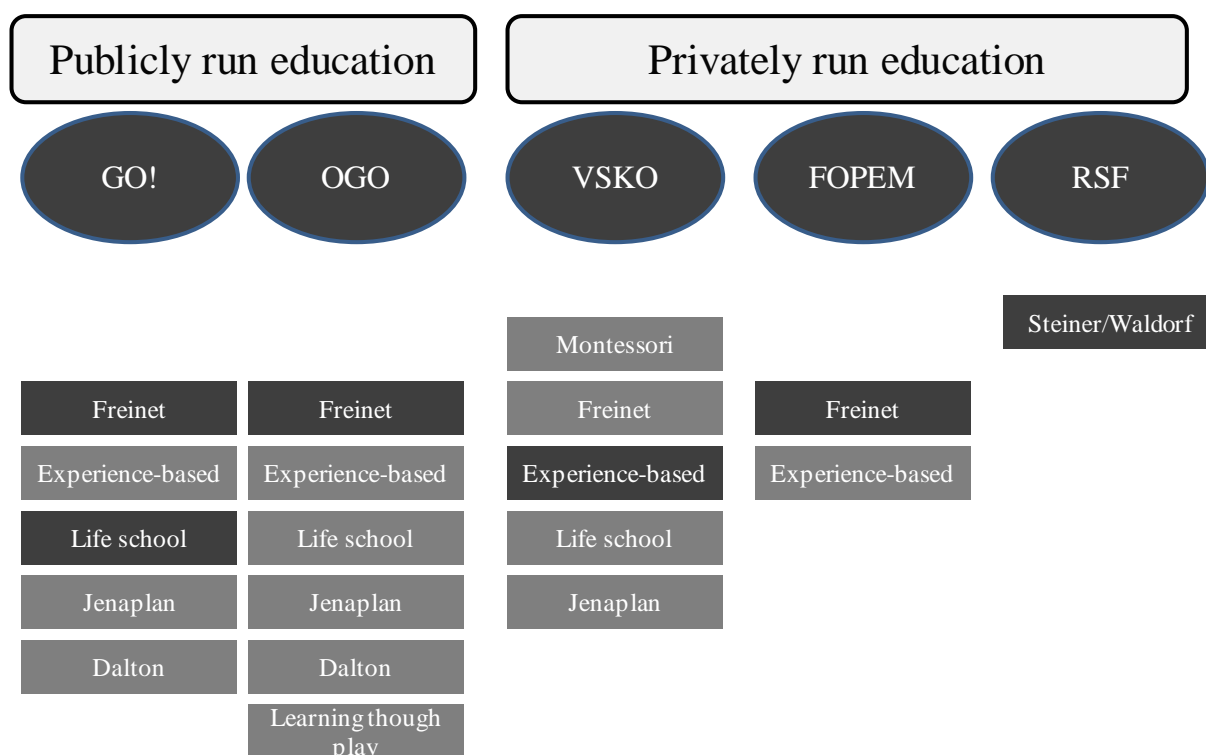 Publicly run education
Privately run education
GO!
OGO
VSKO
FOPEM
RSF
Steiner/Waldorf
Montessori
Freinet
Freinet
Freinet
Freinet
Experience-based
Experience-based
Experience-based
Experience-based
Life school
Life school
Life school
Jenaplan
Jenaplan
Jenaplan
Dalton
Dalton
Learning though
play